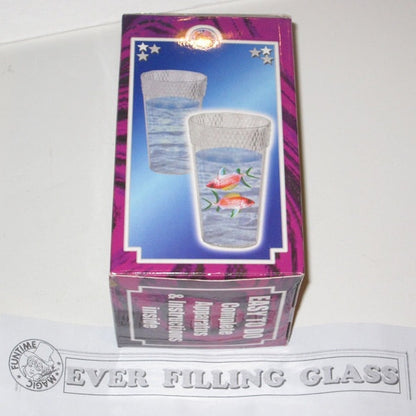 EASY TO DO
Complete
Apparatus
& Instructions
inside
FUNTIME
MAGIC
EVER FILLING GLASS